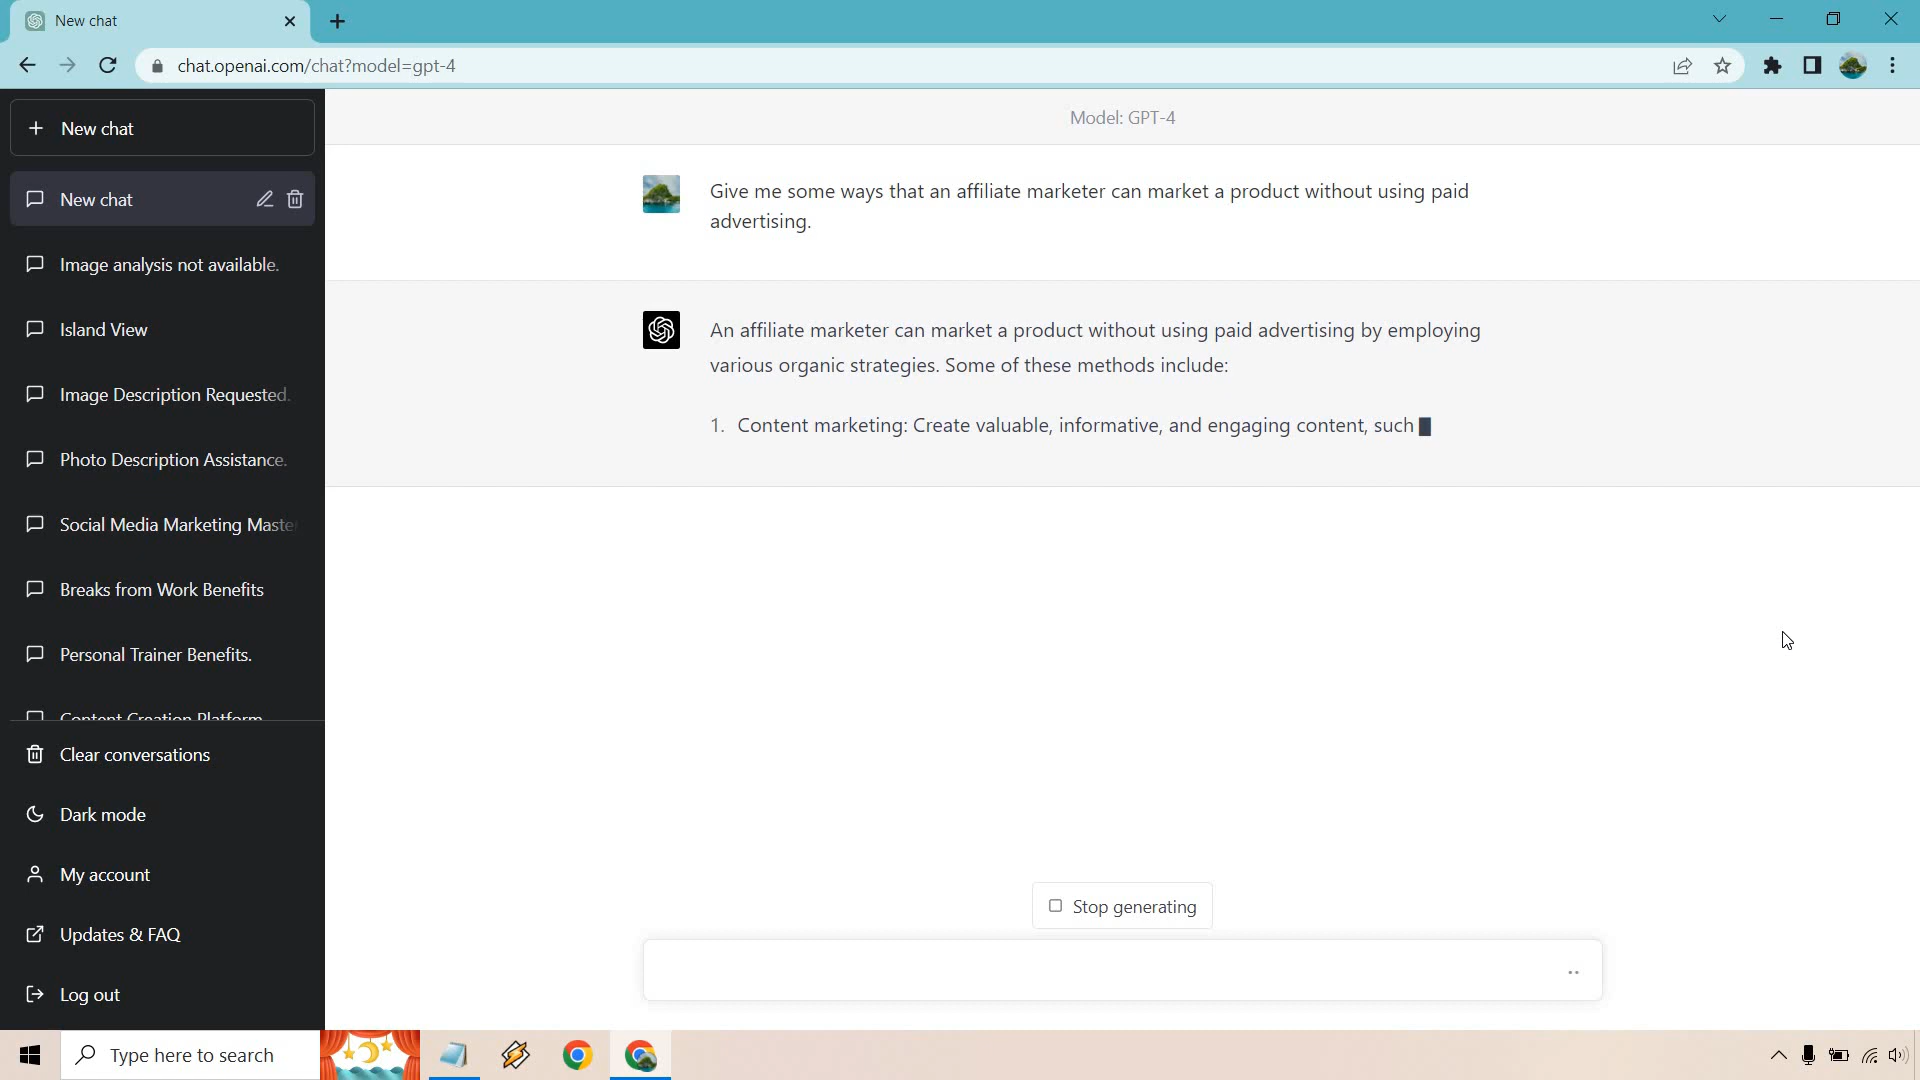 New chat
chat.openai.com/chat?model=gpt-4
New chat
New chat
Image analysis not available.
Island View
Image Description Requested.
Photo Description Assistance.
Social Media Marketing Maste
Breaks from Work Benefits
Personal Trainer Benefits.
Content Creation Platform
Clear conversations
Dark mode
My account
Updates & FAQ
Log out
Model: GPT-4
Give me some ways that an affiliate marketer can market a product without using paid
advertising.
An affiliate marketer can market a product without using paid advertising by employing
various organic strategies. Some of these methods include:
1. Content marketing: Create valuable, informative, and engaging content, such
Stop generating
Type here to search